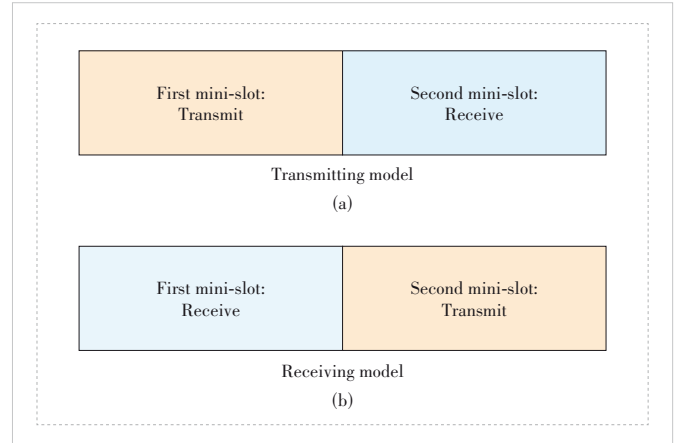 First mini-slot:
Transmit
Second mini-slot:
Receive
Transmitting model
(a)
First mini-slot:
Receive
Second mini-slot:
Transmit
Receiving model
(b)